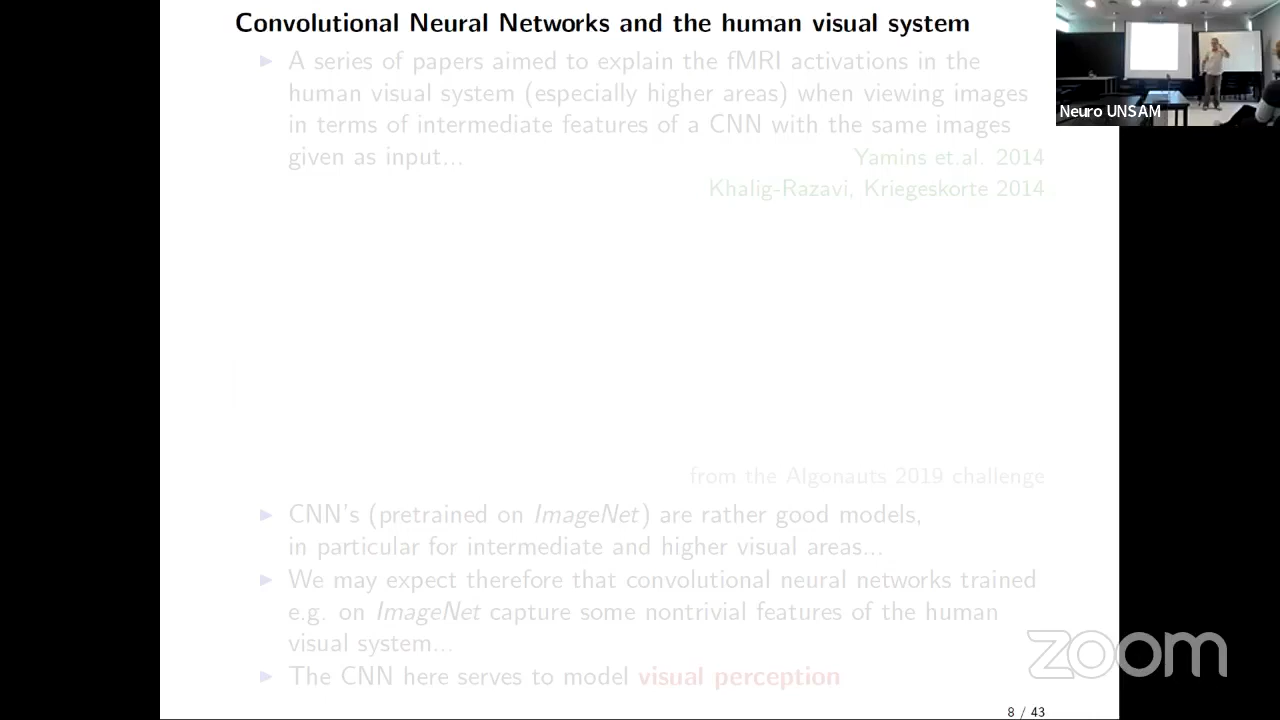 Convolutional Neural Networks and the human visual system
▶ A series of papers aimed to explain the fMRI activations in the
human visual system (especially higher areas) when viewing images
in terms of intermediate features of a CNN with the same images
given as input... Yamins et.al. 2014
Khalig-Razavi, Kriegeskorte 2014
from the Algonauts 2019 challenge
▶ CNN's (pretrained on ImageNet) are rather good models,
in particular for intermediate and higher visual areas...
▶ We may expect therefore that convolutional neural networks trained
e.g. on ImageNet capture some nontrivial features of the human
visual system...
▶ The CNN here serves to model visual perception
8 / 43
Neuro UNSAM
zoom